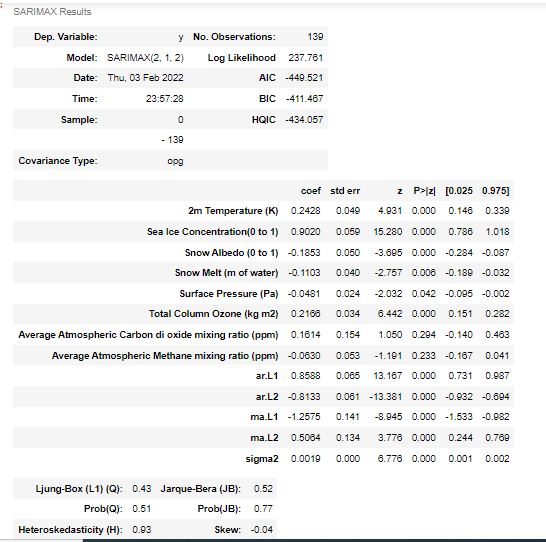 SARIMAX Results
Dep. Variable: y No. Observations: 139
Model: SARIMAX(2, 1, 2) Log Likelihood 237.761
Date: Thu, 03 Feb 2022 AIC -449.521
Time: 23:57:28 BIC -411.467
Sample: 0 HQIC -434.057
- 139
Covariance Type: opg
coef std err z P>|z| [0.025 0.975]
2m Temperature (K) 0.2428 0.049 4.931 0.000 0.146 0.339
Sea Ice Concentration(0 to 1) 0.9020 0.059 15.280 0.000 0.786 1.018
Snow Albedo (0 to 1) -0.1853 0.050 -3.695 0.000 -0.284 -0.087
Snow Melt (m of water) -0.1103 0.040 -2.757 0.006 -0.189 -0.032
Surface Pressure (Pa) -0.0481 0.024 -2.032 0.042 -0.095 -0.002
Total Column Ozone (kg m2) 0.2166 0.034 6.442 0.000 0.151 0.282
Average Atmospheric Carbon di oxide mixing ratio (ppm) 0.1614 0.154 1.050 0.294 -0.140 0.463
Average Atmospheric Methane mixing ratio (ppm) -0.0630 0.053 -1.191 0.233 -0.167 0.041
ar.L1 0.8588 0.065 13.167 0.000 0.731 0.987
ar.L2 -0.8133 0.061 -13.381 0.000 -0.932 -0.694
ma.L1 -1.2575 0.141 -8.945 0.000 -1.533 -0.982
ma.L2 0.5064 0.134 3.776 0.000 0.244 0.769
sigma2 0.0019 0.000 6.776 0.000 0.001 0.002
Ljung-Box (L1) (Q): 0.43 Jarque-Bera (JB): 0.52
Prob(Q): 0.51 Prob(JB): 0.77
Heteroskedasticity (H): 0.93 Skew: -0.04